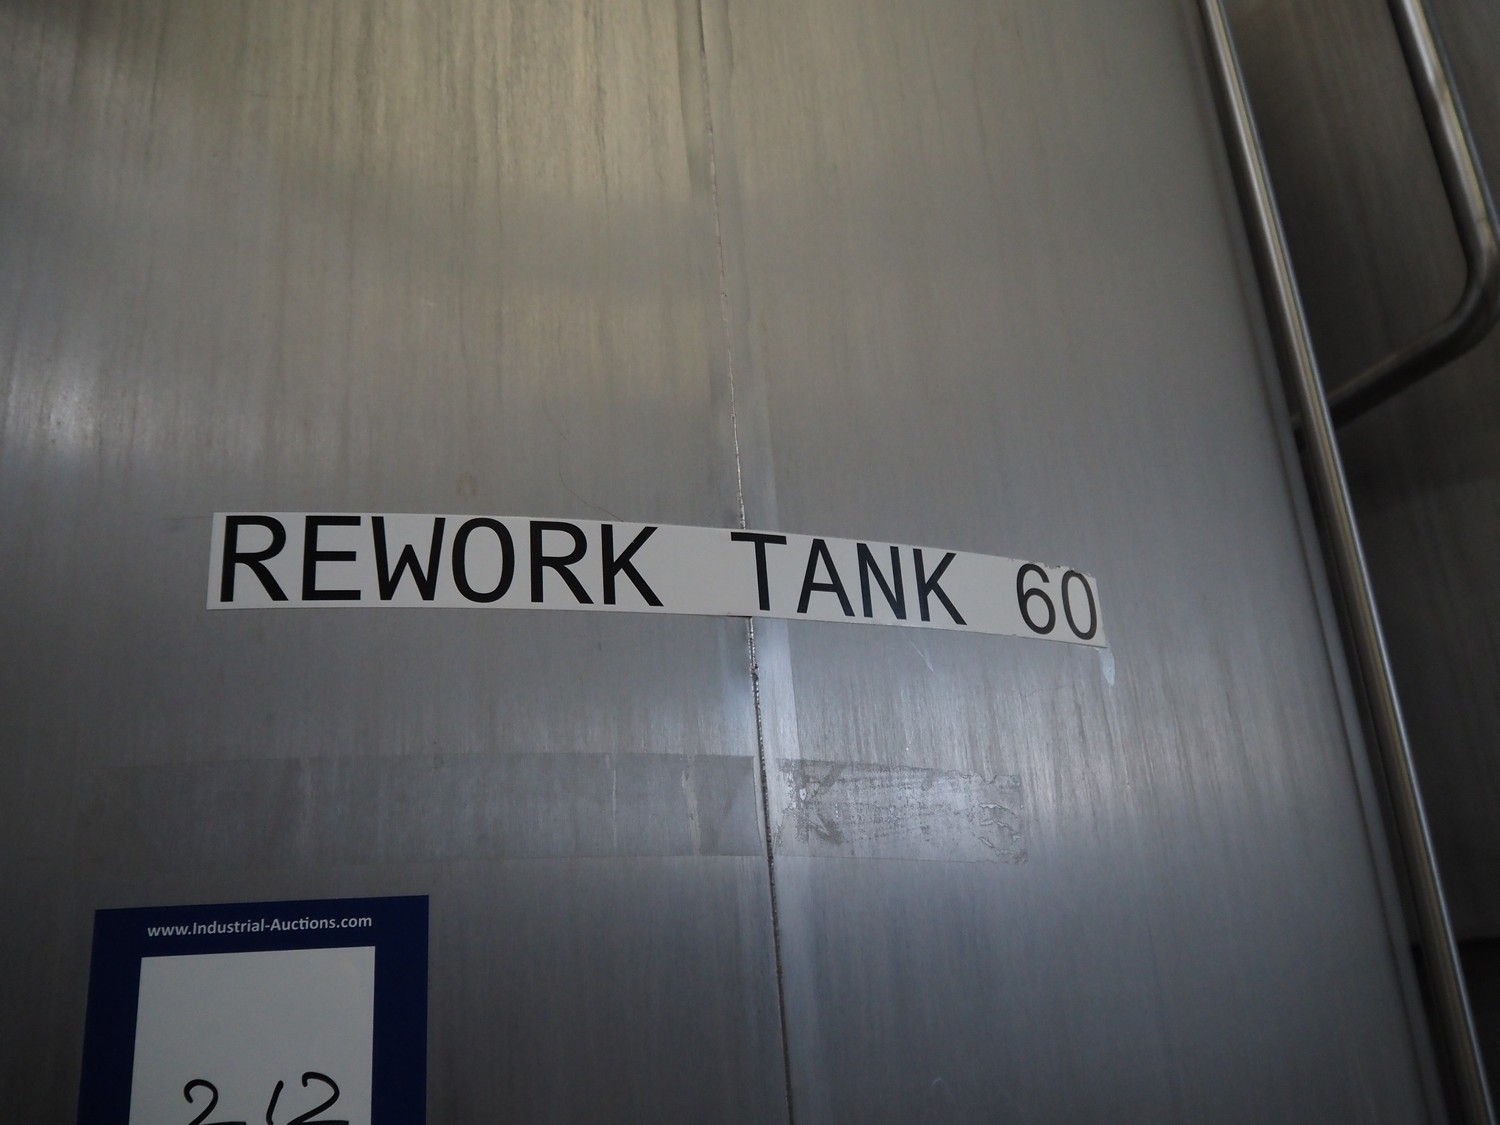 REWORK TANK 60
www.Industrial-Auctions.com
212